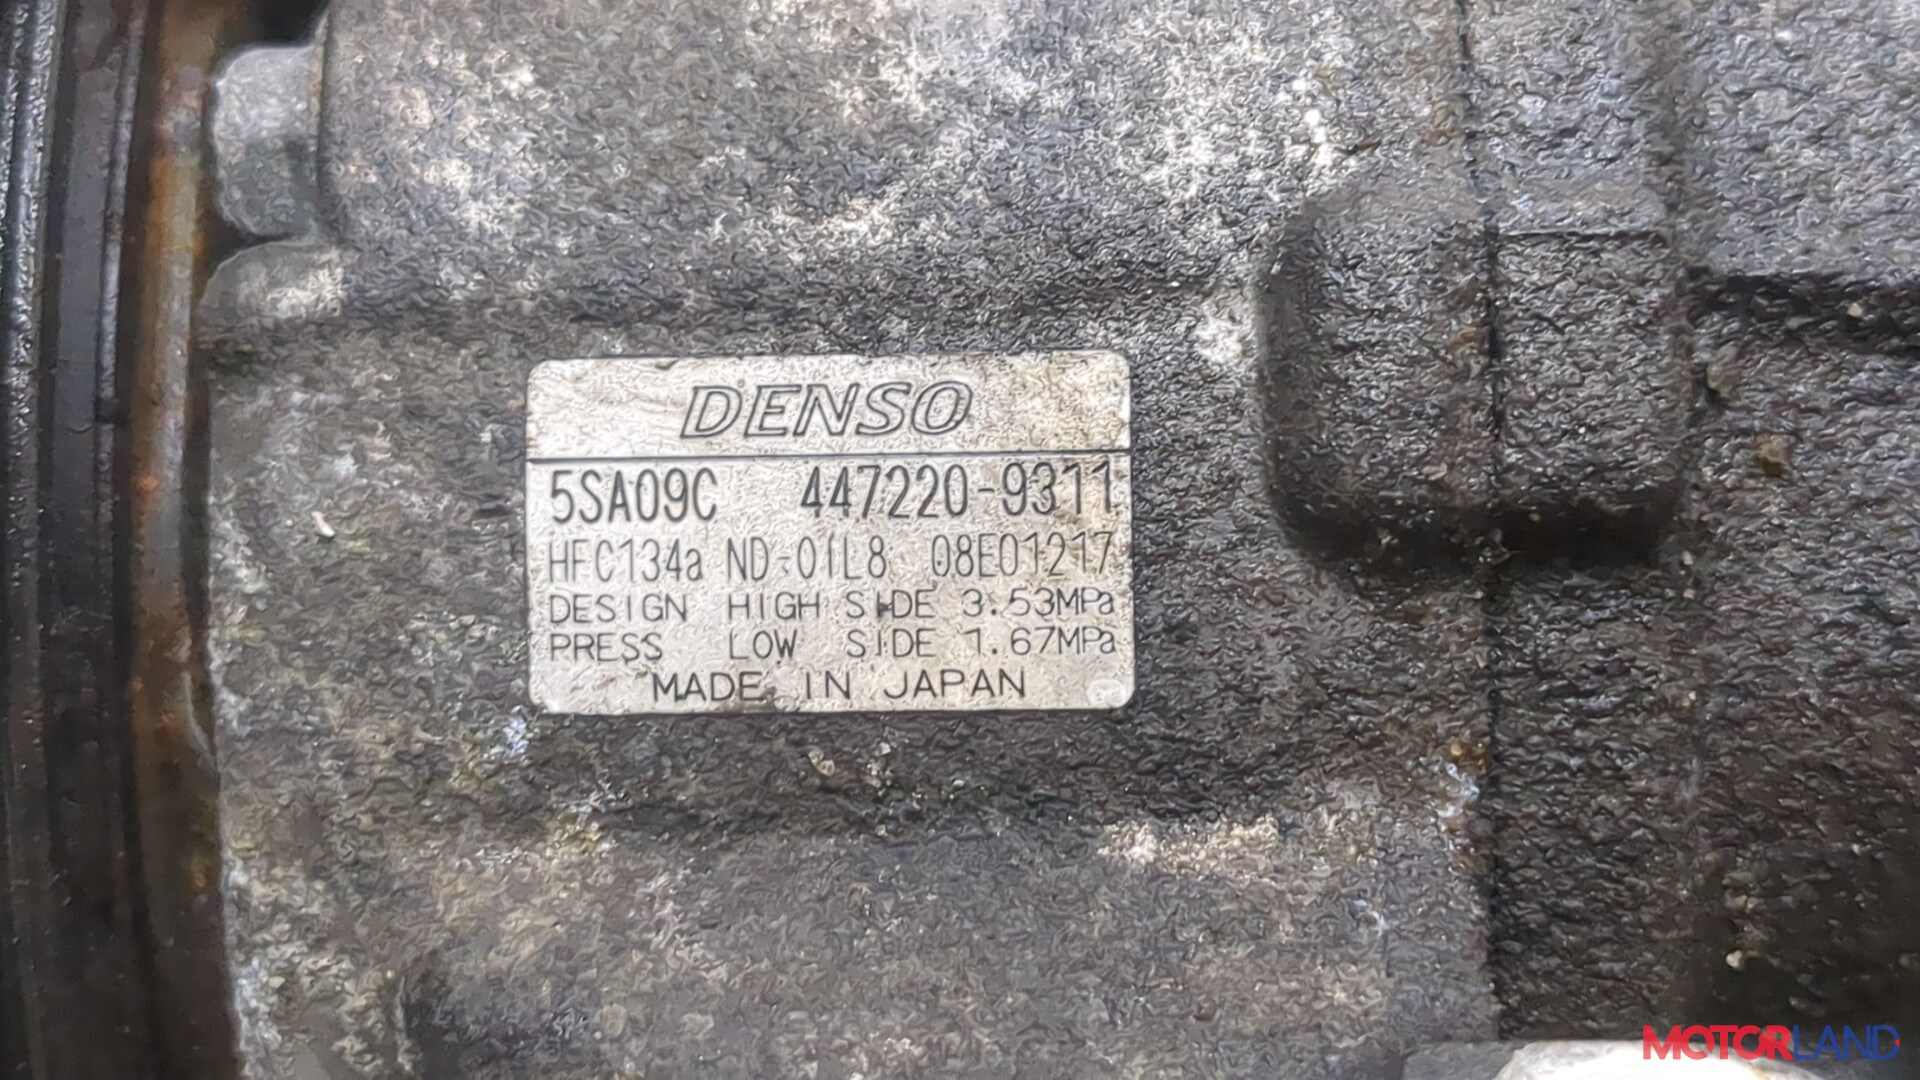 DENSO
5SA09C 447220-9311
HFC134a ND-OIL8 08E01217
DESIGN HIGH SIDE 3.53MPa
PRESS LOW SIDE 1.67MPa
MADE IN JAPAN
MOTORLAND